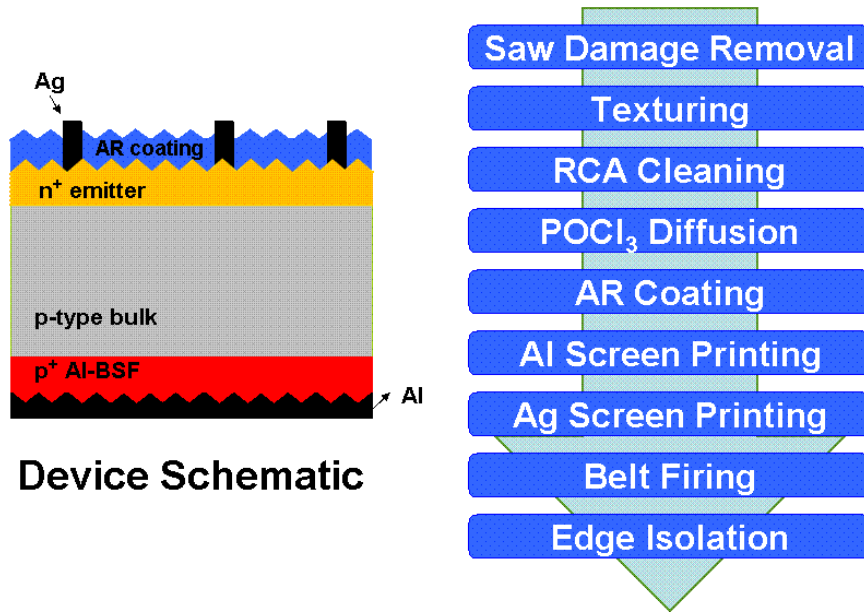 Ag
AR coating
n⁺ emitter
p-type bulk
p⁺ Al-BSF
Al
Device Schematic
Saw Damage Removal
Texturing
RCA Cleaning
POCl₃ Diffusion
AR Coating
Al Screen Printing
Ag Screen Printing
Belt Firing
Edge Isolation